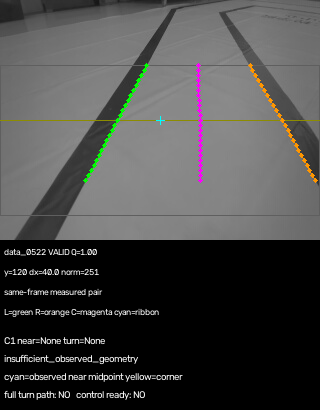 data_0522 VALID Q=1.00
y=120 dx=40.0 norm=251
same-frame measured pair
L=green R=orange C=magenta cyan=ribbon
C1 near=None turn=None
insufficient_observed_geometry
cyan=observed near midpoint yellow=corner
full turn path: NO control ready: NO